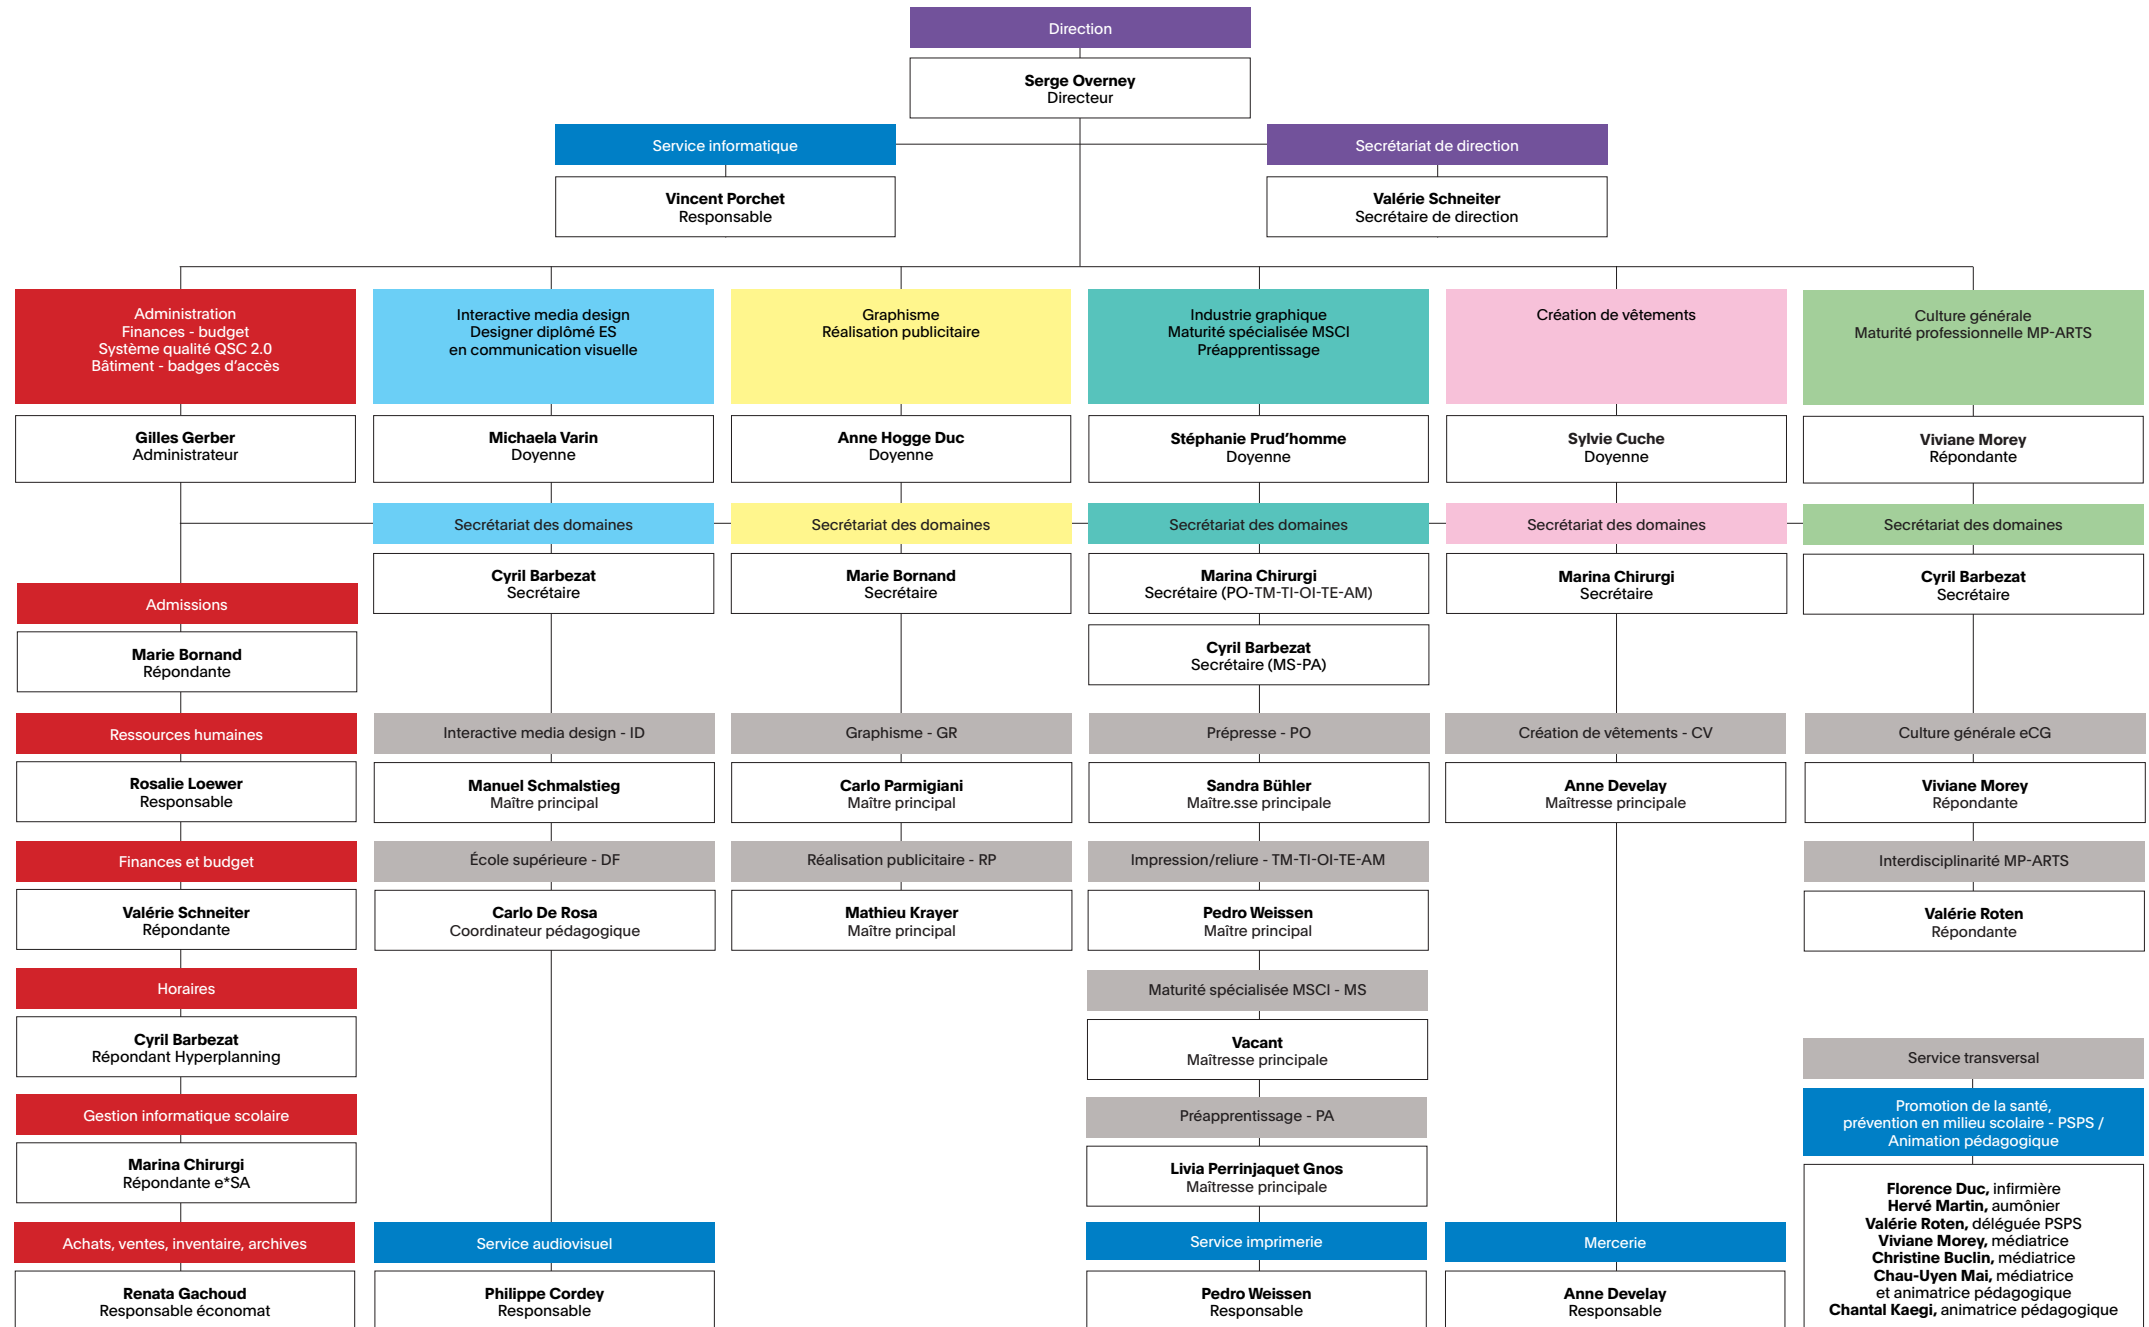 Direction
Serge Overney
Directeur
Service informatique
Vincent Porchet
Responsable
Secrétariat de direction
Valérie Schneiter
Secrétaire de direction
Administration
Finances - budget
Système qualité QSC 2.0
Bâtiment - badges d'accès
Gilles Gerber
Administrateur
Admissions
Marie Bornand
Répondante
Ressources humaines
Rosalie Loewer
Responsable
Finances et budget
Valérie Schneiter
Répondante
Horaires
Cyril Barbezat
Répondant Hyperplanning
Gestion informatique scolaire
Marina Chirurgi
Répondante e*SA
Achats, ventes, inventaire, archives
Renata Gachoud
Responsable économat
Interactive media design
Designer diplômé ES
en communication visuelle
Michaela Varin
Doyenne
Secrétariat des domaines
Cyril Barbezat
Secrétaire
Interactive media design - ID
Manuel Schmalstieg
Maître principal
École supérieure - DF
Carlo De Rosa
Coordinateur pédagogique
Service audiovisuel
Philippe Cordey
Responsable
Graphisme
Réalisation publicitaire
Anne Hogge Duc
Doyenne
Secrétariat des domaines
Marie Bornand
Secrétaire
Graphisme - GR
Carlo Parmigiani
Maître principal
Réalisation publicitaire - RP
Mathieu Krayer
Maître principal
Industrie graphique
Maturité spécialisée MSCI
Préapprentissage
Stéphanie Prud'homme
Doyenne
Secrétariat des domaines
Marina Chirurgi
Secrétaire (PO-TM-TI-OI-TE-AM)
Cyril Barbezat
Secrétaire (MS-PA)
Prépresse - PO
Sandra Bühler
Maître.sse principale
Impression/reliure - TM-TI-OI-TE-AM
Pedro Weissen
Maître principal
Maturité spécialisée MSCI - MS
Vacant
Maîtresse principale
Préapprentissage - PA
Livia Perrinjaquet Gnos
Maîtresse principale
Service imprimerie
Pedro Weissen
Responsable
Création de vêtements
Sylvie Cuche
Doyenne
Secrétariat des domaines
Marina Chirurgi
Secrétaire
Création de vêtements - CV
Anne Develay
Maîtresse principale
Mercerie
Anne Develay
Responsable
Culture générale
Maturité professionnelle MP-ARTS
Viviane Morey
Répondante
Secrétariat des domaines
Cyril Barbezat
Secrétaire
Culture générale eCG
Viviane Morey
Répondante
Interdisciplinarité MP-ARTS
Valérie Roten
Répondante
Service transversal
Promotion de la santé,
prévention en milieu scolaire - PSPS /
Animation pédagogique
Florence Duc, infirmière
Hervé Martin, aumônier
Valérie Roten, déléguée PSPS
Viviane Morey, médiatrice
Christine Buclin, médiatrice
Chau-Uyen Mai, médiatrice
et animatrice pédagogique
Chantal Kaegi, animatrice pédagogique